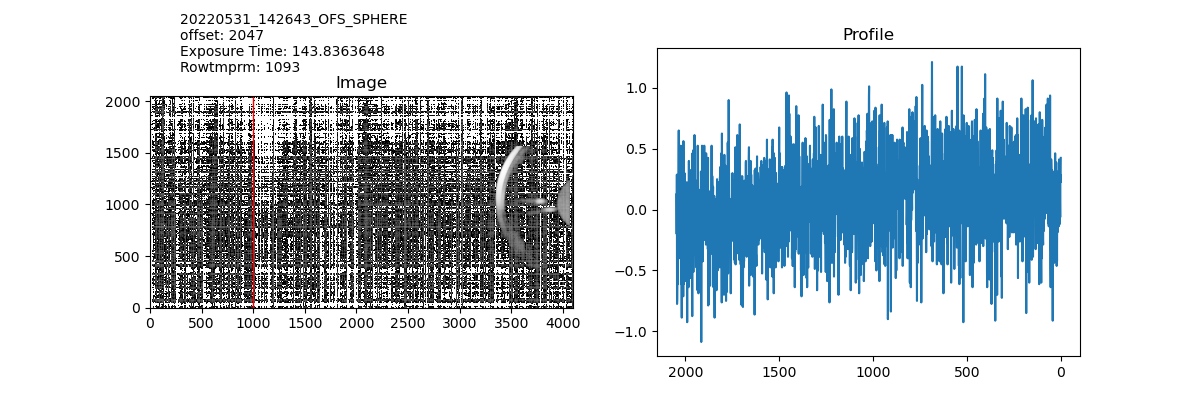 20220531_142643_OFS_SPHERE
offset: 2047
Exposure Time: 143.8363648
Rowtmprm: 1093
Image
2000
1500
1000
500
0
0 500 1000 1500 2000 2500 3000 3500 4000
Profile
1.0
0.5
0.0
−0.5
−1.0
2000 1500 1000 500 0